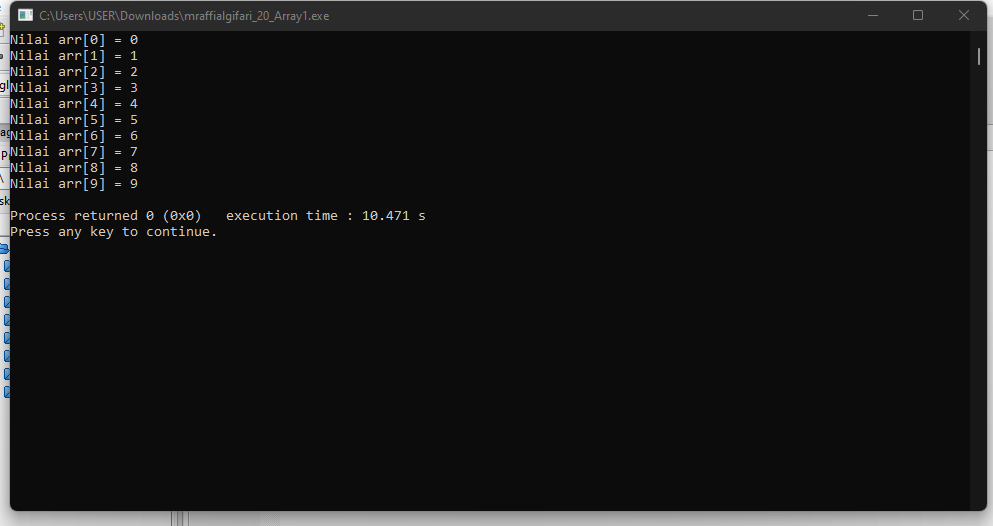 C:\Users\USER\Downloads\mraffialgifari_20_Array1.exe
Nilai arr[0] = 0
Nilai arr[1] = 1
Nilai arr[2] = 2
Nilai arr[3] = 3
Nilai arr[4] = 4
Nilai arr[5] = 5
Nilai arr[6] = 6
Nilai arr[7] = 7
Nilai arr[8] = 8
Nilai arr[9] = 9
Process returned 0 (0x0)   execution time : 10.471 s
Press any key to continue.